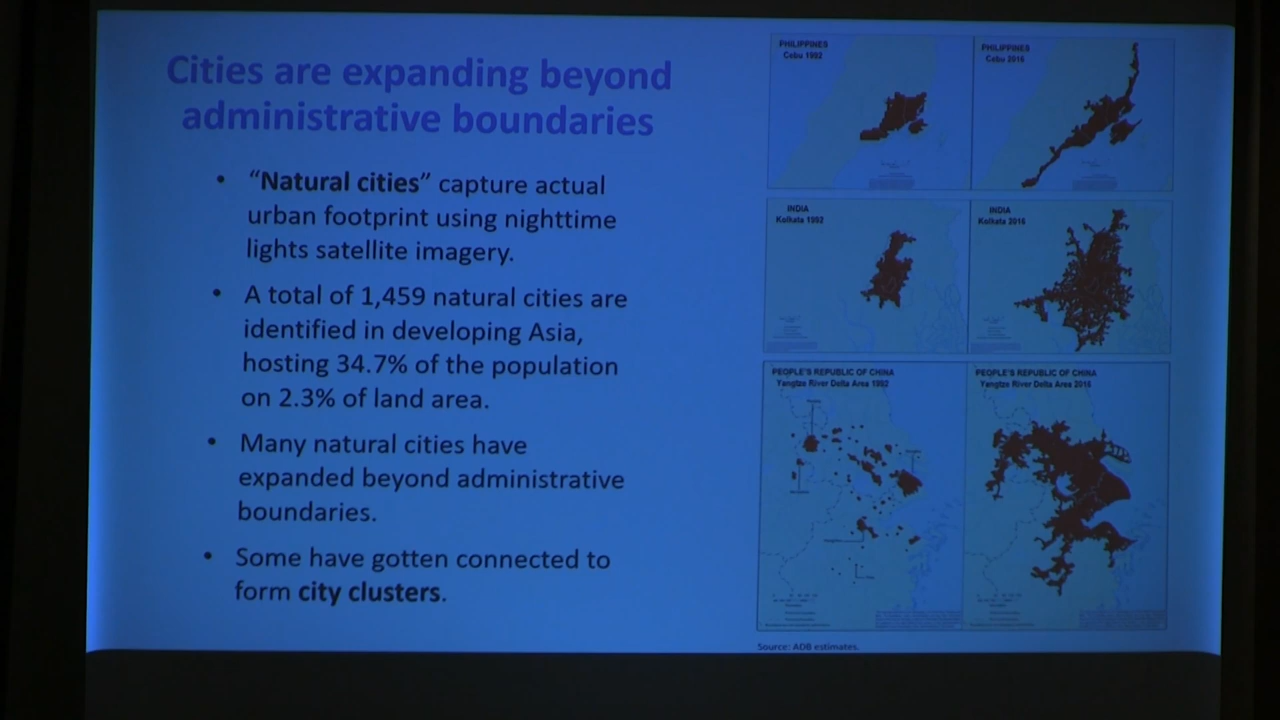 Cities are expanding beyond
administrative boundaries
• “Natural cities” capture actual
urban footprint using nighttime
lights satellite imagery.
• A total of 1,459 natural cities are
identified in developing Asia,
hosting 34.7% of the population
on 2.3% of land area.
• Many natural cities have
expanded beyond administrative
boundaries.
• Some have gotten connected to
form city clusters.
PHILIPPINES
Cebu 1992
PHILIPPINES
Cebu 2016
INDIA
Kolkata 1992
INDIA
Kolkata 2016
PEOPLE'S REPUBLIC OF CHINA
Yangtze River Delta Area 1992
PEOPLE'S REPUBLIC OF CHINA
Yangtze River Delta Area 2016
Source: ADB estimates.